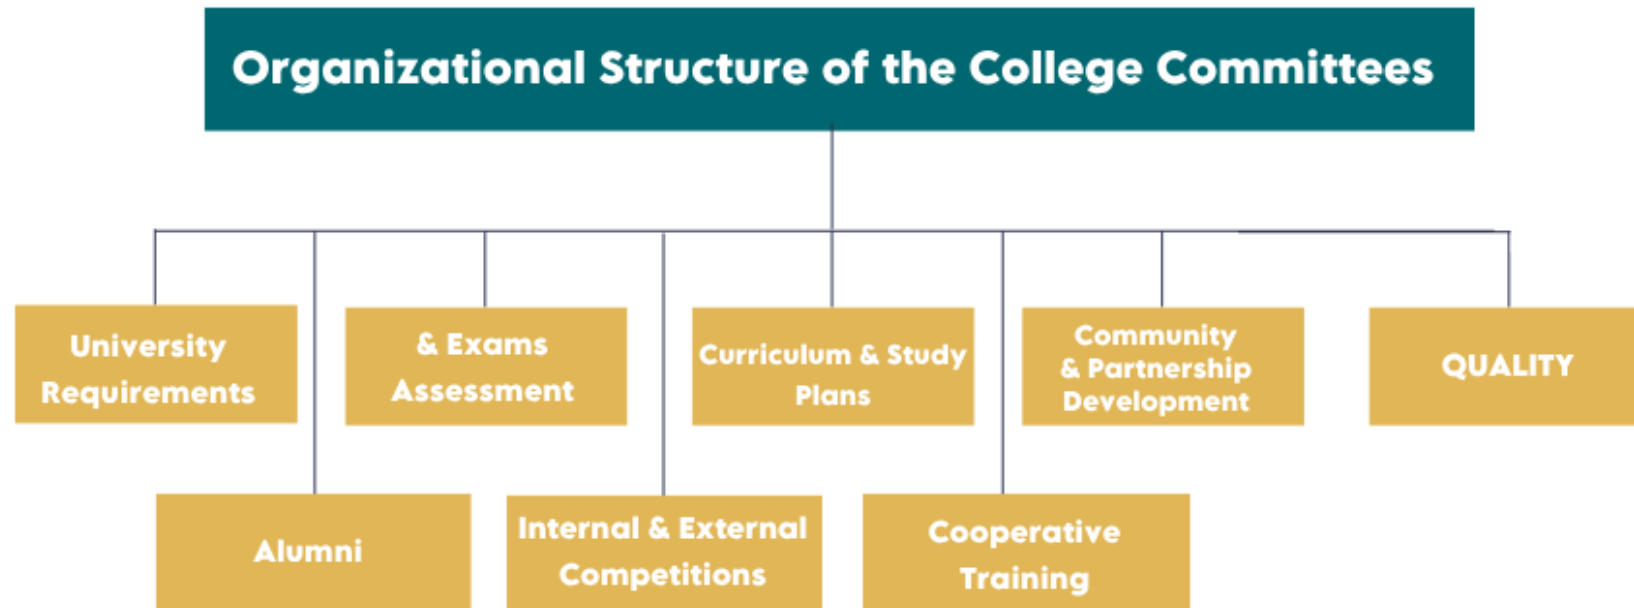 Organizational Structure of the College Committees
University
Requirements
& Exams
Assessment
Curriculum & Study
Plans
Community
& Partnership
Development
QUALITY
Alumni
Internal & External
Competitions
Cooperative
Training